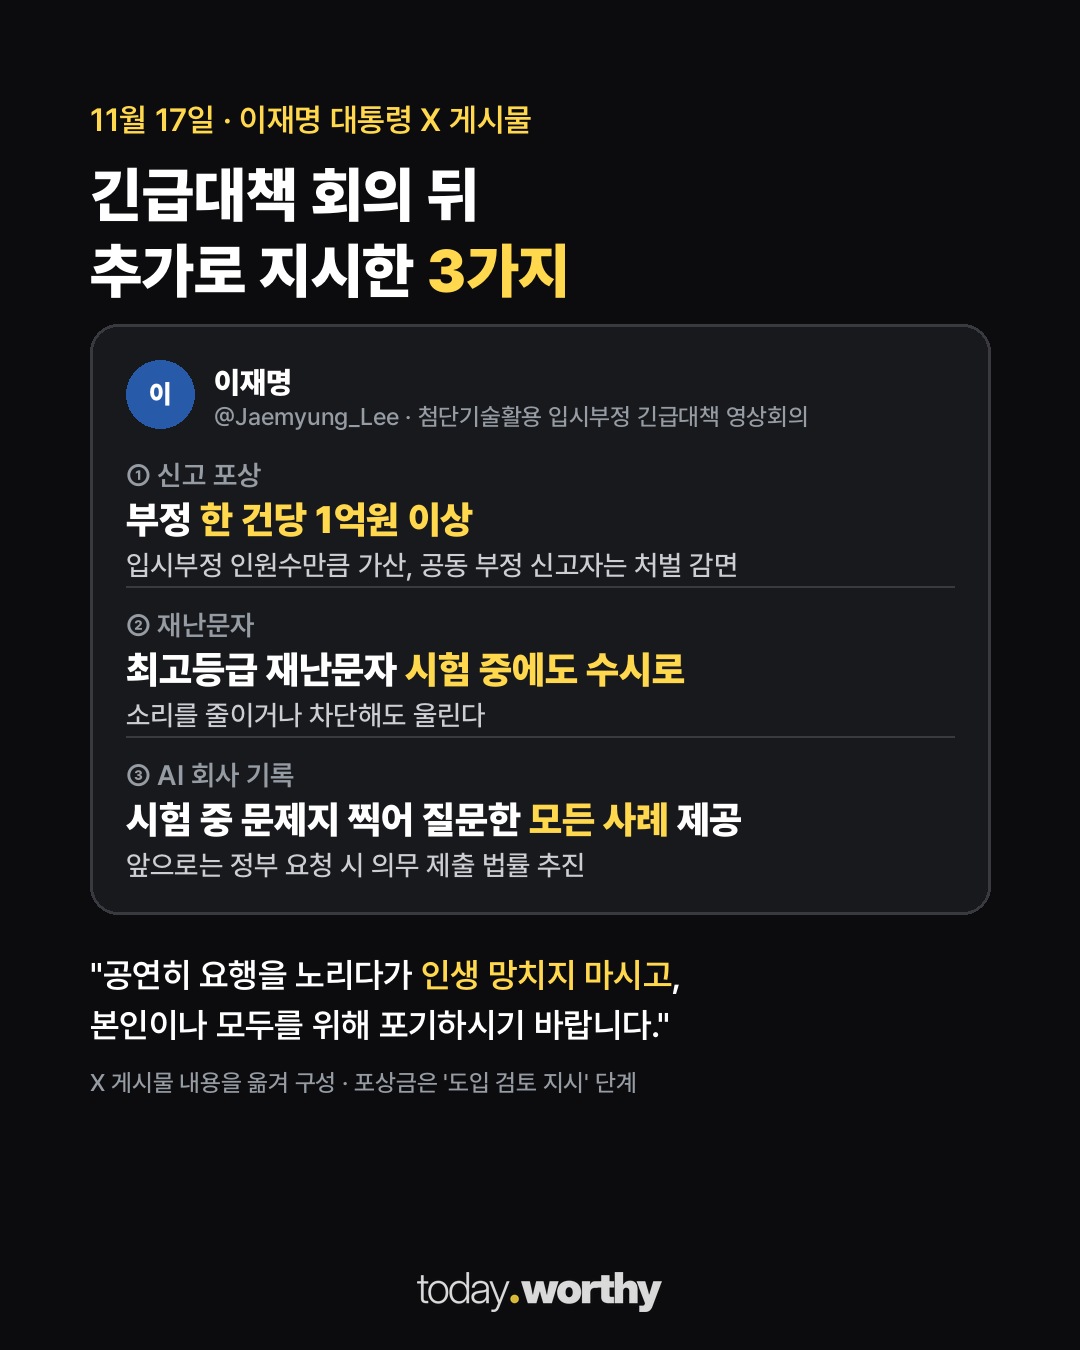 11월 17일 · 이재명 대통령 X 게시물
긴급대책 회의 뒤
추가로 지시한 3가지
이
이재명
@Jaemyung_Lee · 첨단기술활용 입시부정 긴급대책 영상회의
① 신고 포상
부정 한 건당 1억원 이상
입시부정 인원수만큼 가산, 공동 부정 신고자는 처벌 감면
② 재난문자
최고등급 재난문자 시험 중에도 수시로
소리를 줄이거나 차단해도 울린다
③ AI 회사 기록
시험 중 문제지 찍어 질문한 모든 사례 제공
앞으로는 정부 요청 시 의무 제출 법률 추진
"공연히 요행을 노리다가 인생 망치지 마시고,
본인이나 모두를 위해 포기하시기 바랍니다."
X 게시물 내용을 옮겨 구성 · 포상금은 '도입 검토 지시' 단계
today.worthy